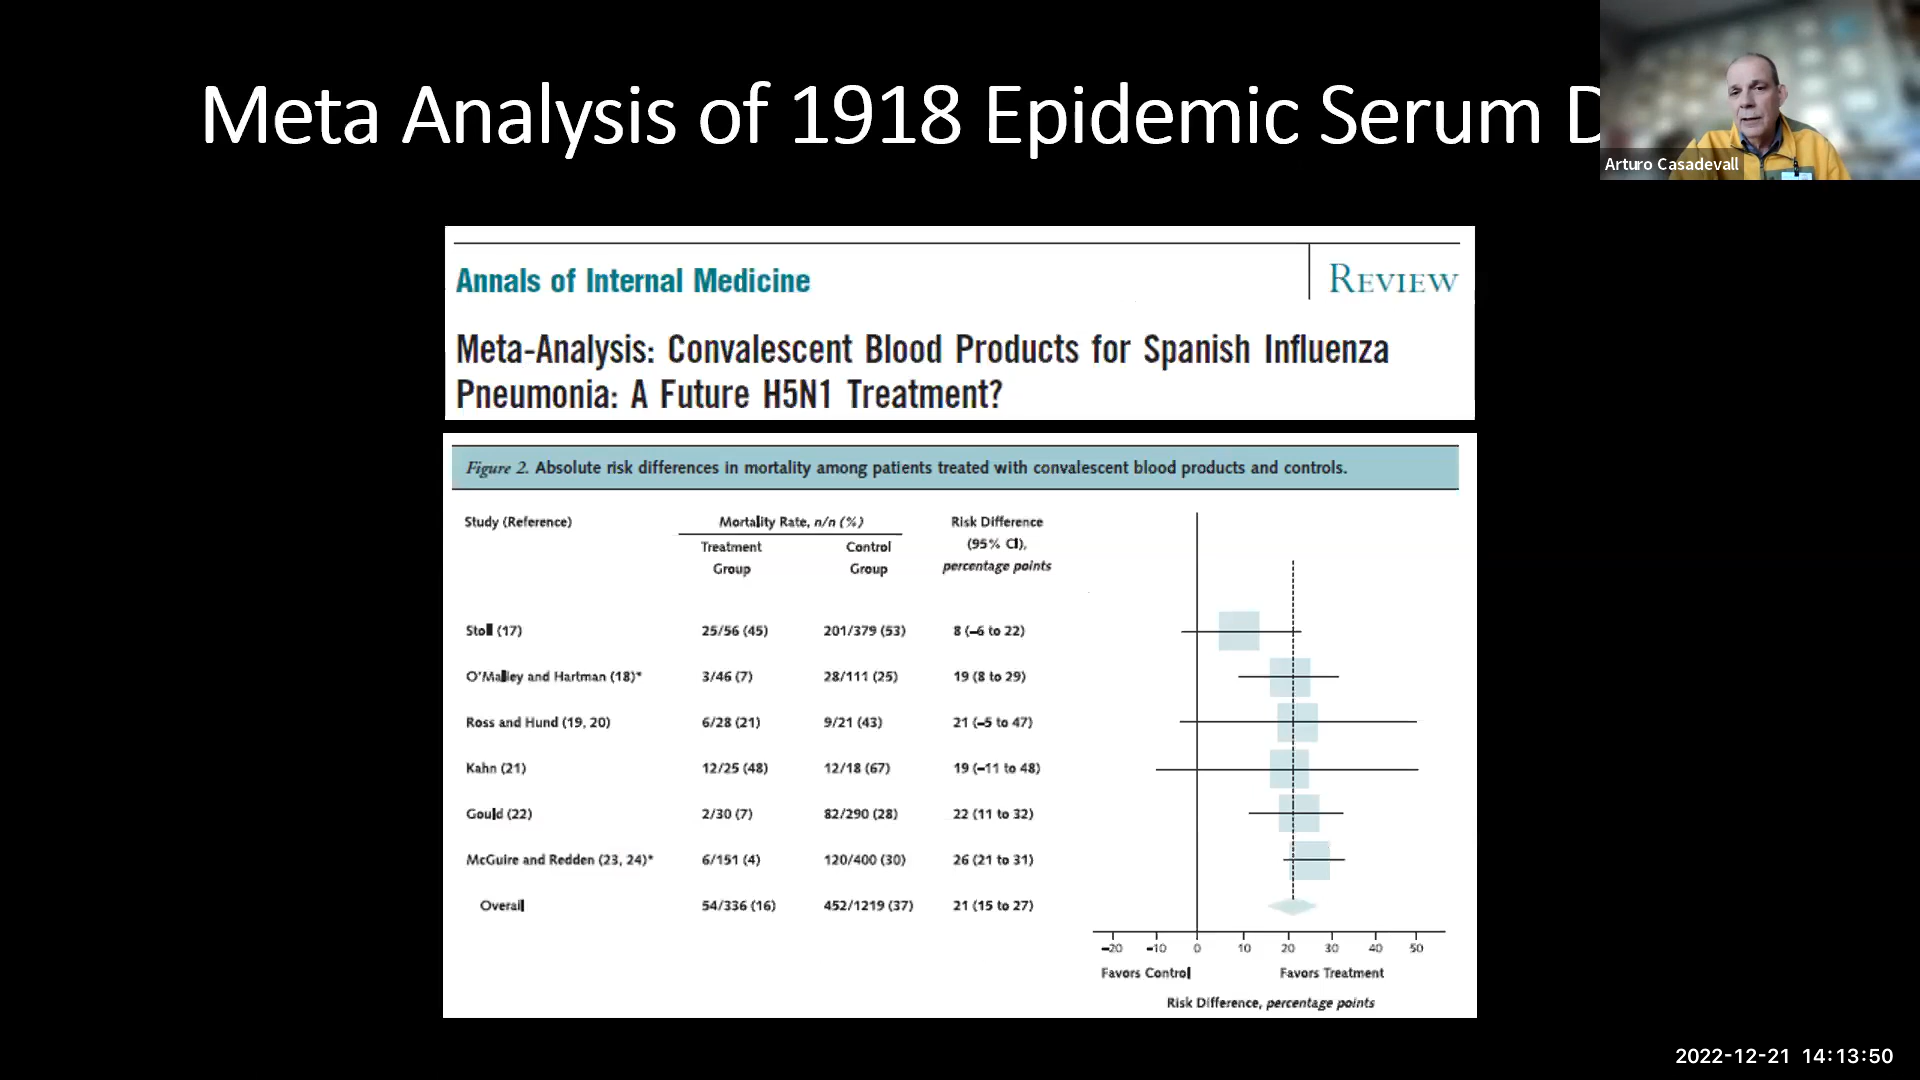 Meta Analysis of 1918 Epidemic Serum
Arturo Casadevall
Annals of Internal Medicine
REVIEW
Meta-Analysis: Convalescent Blood Products for Spanish Influenza
Pneumonia: A Future H5N1 Treatment?
Figure 2. Absolute risk differences in mortality among patients treated with convalescent blood products and controls.
Study (Reference) Mortality Rate, n/n (%) Risk Difference
Treatment Control (95% CI),
Group Group percentage points
Stoll (17) 25/56 (45) 201/379 (53) 8 (–6 to 22)
O'Malley and Hartman (18)* 3/46 (7) 28/111 (25) 19 (8 to 29)
Ross and Hund (19, 20) 6/28 (21) 9/21 (43) 21 (–5 to 47)
Kahn (21) 12/25 (48) 12/18 (67) 19 (–11 to 48)
Gould (22) 2/30 (7) 82/290 (28) 22 (11 to 32)
McGuire and Redden (23, 24)* 6/151 (4) 120/400 (30) 26 (21 to 31)
Overall 54/336 (16) 452/1219 (37) 21 (15 to 27)
–20 –10 0 10 20 30 40 50
Favors Control Favors Treatment
Risk Difference, percentage points
2022-12-21 14:13:50